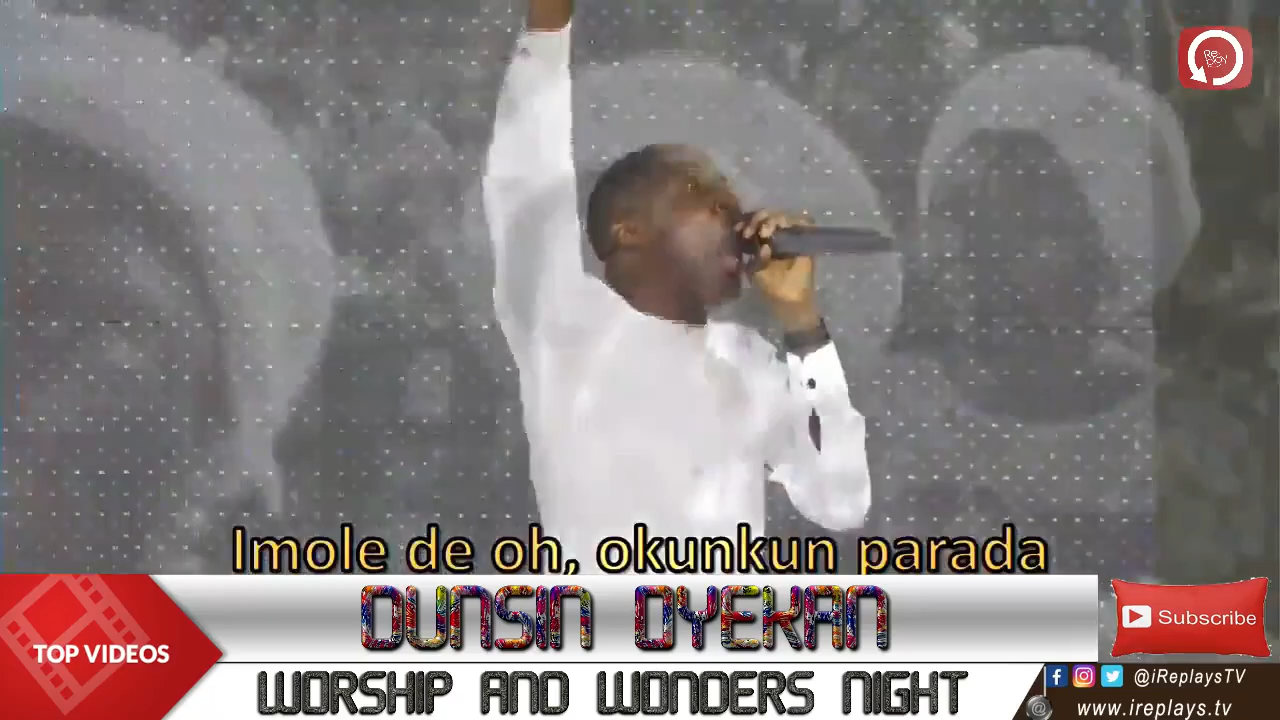 Imole de oh, okunkun parada
DUNSIN OYEKAN
TOP VIDEOS
WORSHIP AND WONDERS NIGHT
Subscribe
@iReplaysTV
www.ireplays.tv